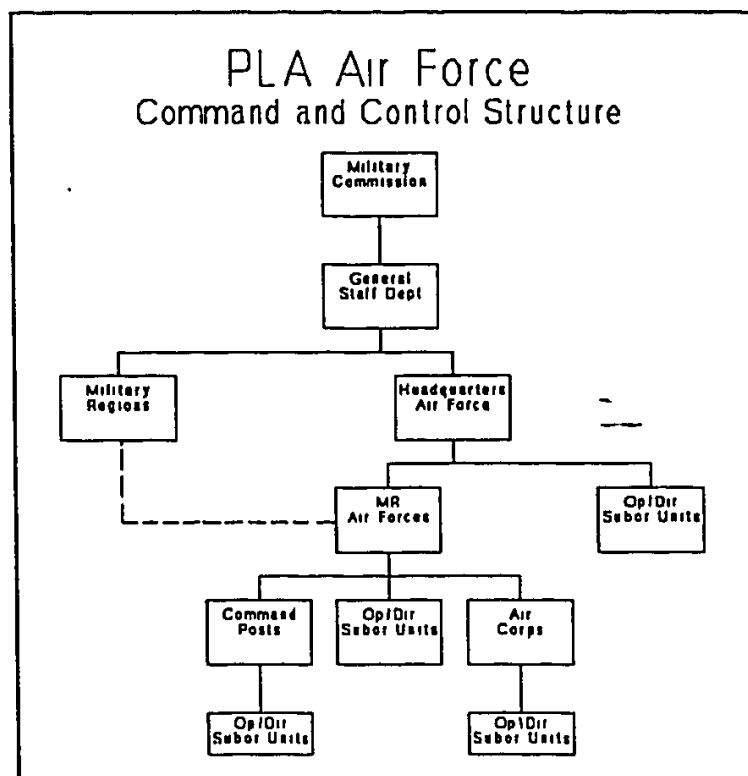 PLA Air Force
Command and Control Structure
Military
Commission
General
Staff Dept
Military
Regions
Headquarters
Air Force
MR
Air Forces
Op/Dir
Subor Units
Command
Posts
Op/Dir
Subor Units
Air
Corps
Op/Dir
Subor Units
Op/Dir
Subor Units